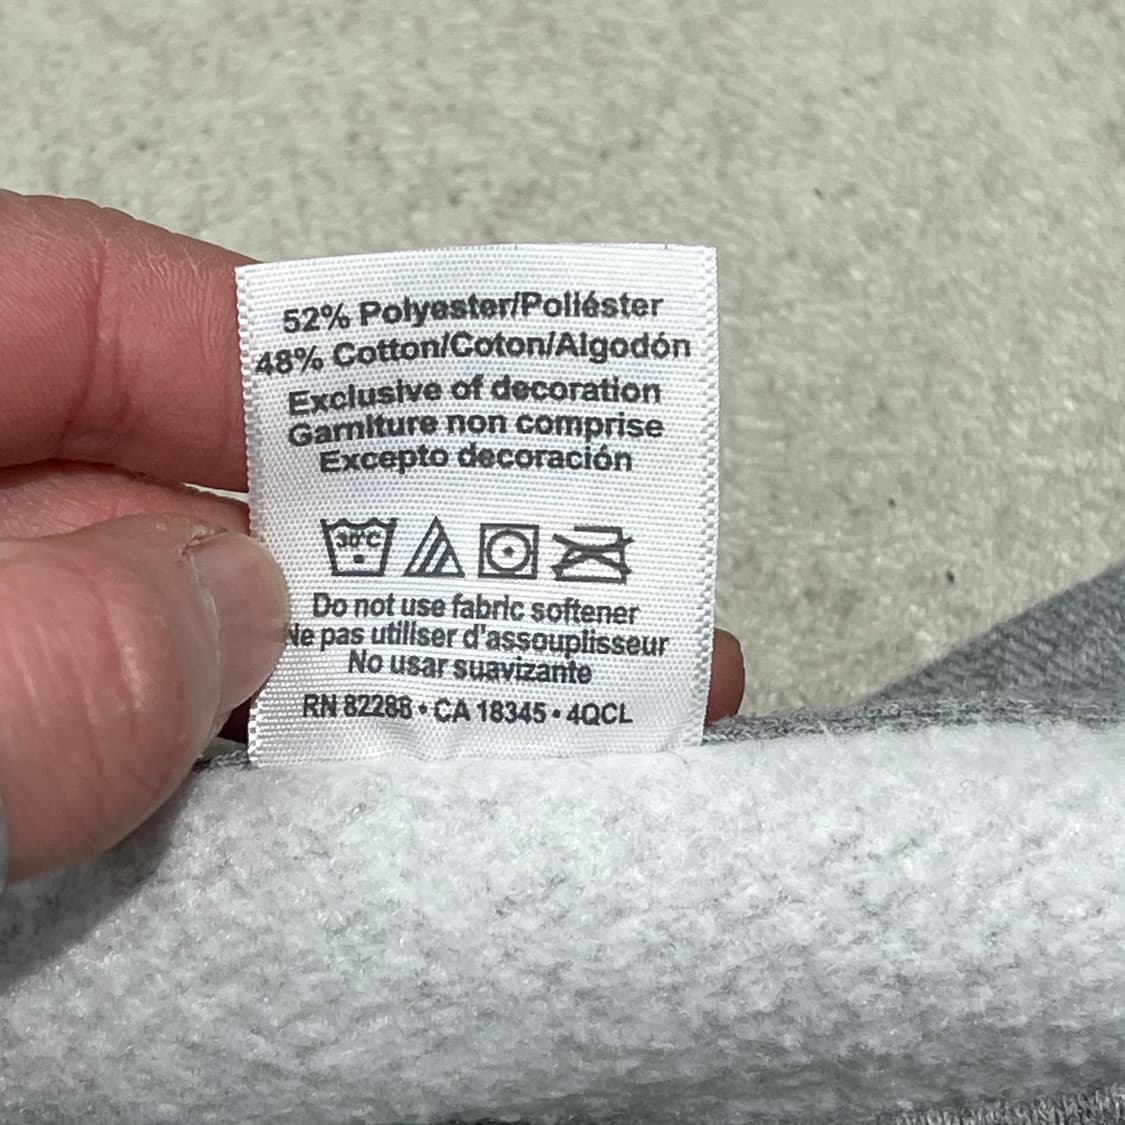 52% Polyester/Poliéster
48% Cotton/Coton/Algodón
Exclusive of decoration
Garniture non comprise
Excepto decoración
30°C
Do not use fabric softener
Ne pas utiliser d'assouplisseur
No usar suavizante
RN 82288 • CA 18345 • 4QCL